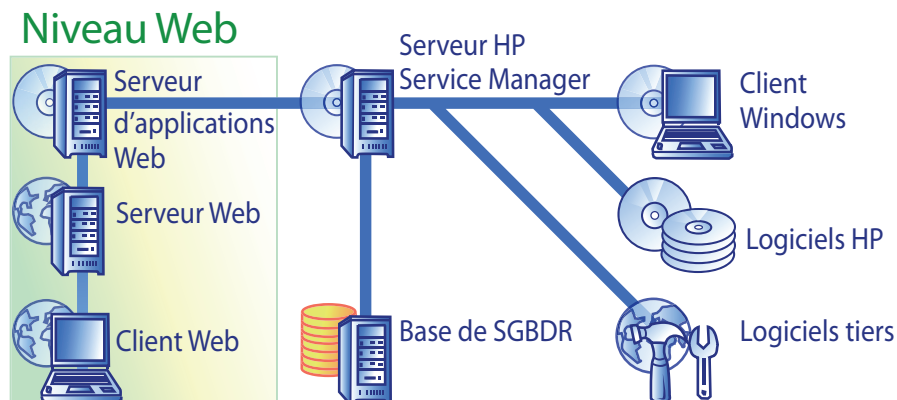 Niveau Web
Serveur
d'applications
Web
Serveur Web
Client Web
Serveur HP
Service Manager
Base de SGBDR
Client
Windows
Logiciels HP
Logiciels tiers